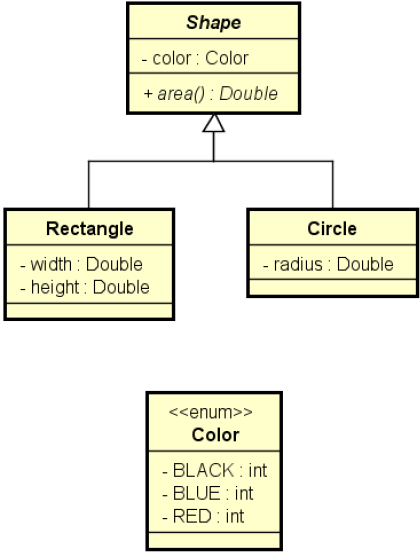 Shape
- color : Color
+ area() : Double
Rectangle
- width : Double
- height : Double
Circle
- radius : Double
<<enum>>
Color
- BLACK : int
- BLUE : int
- RED : int